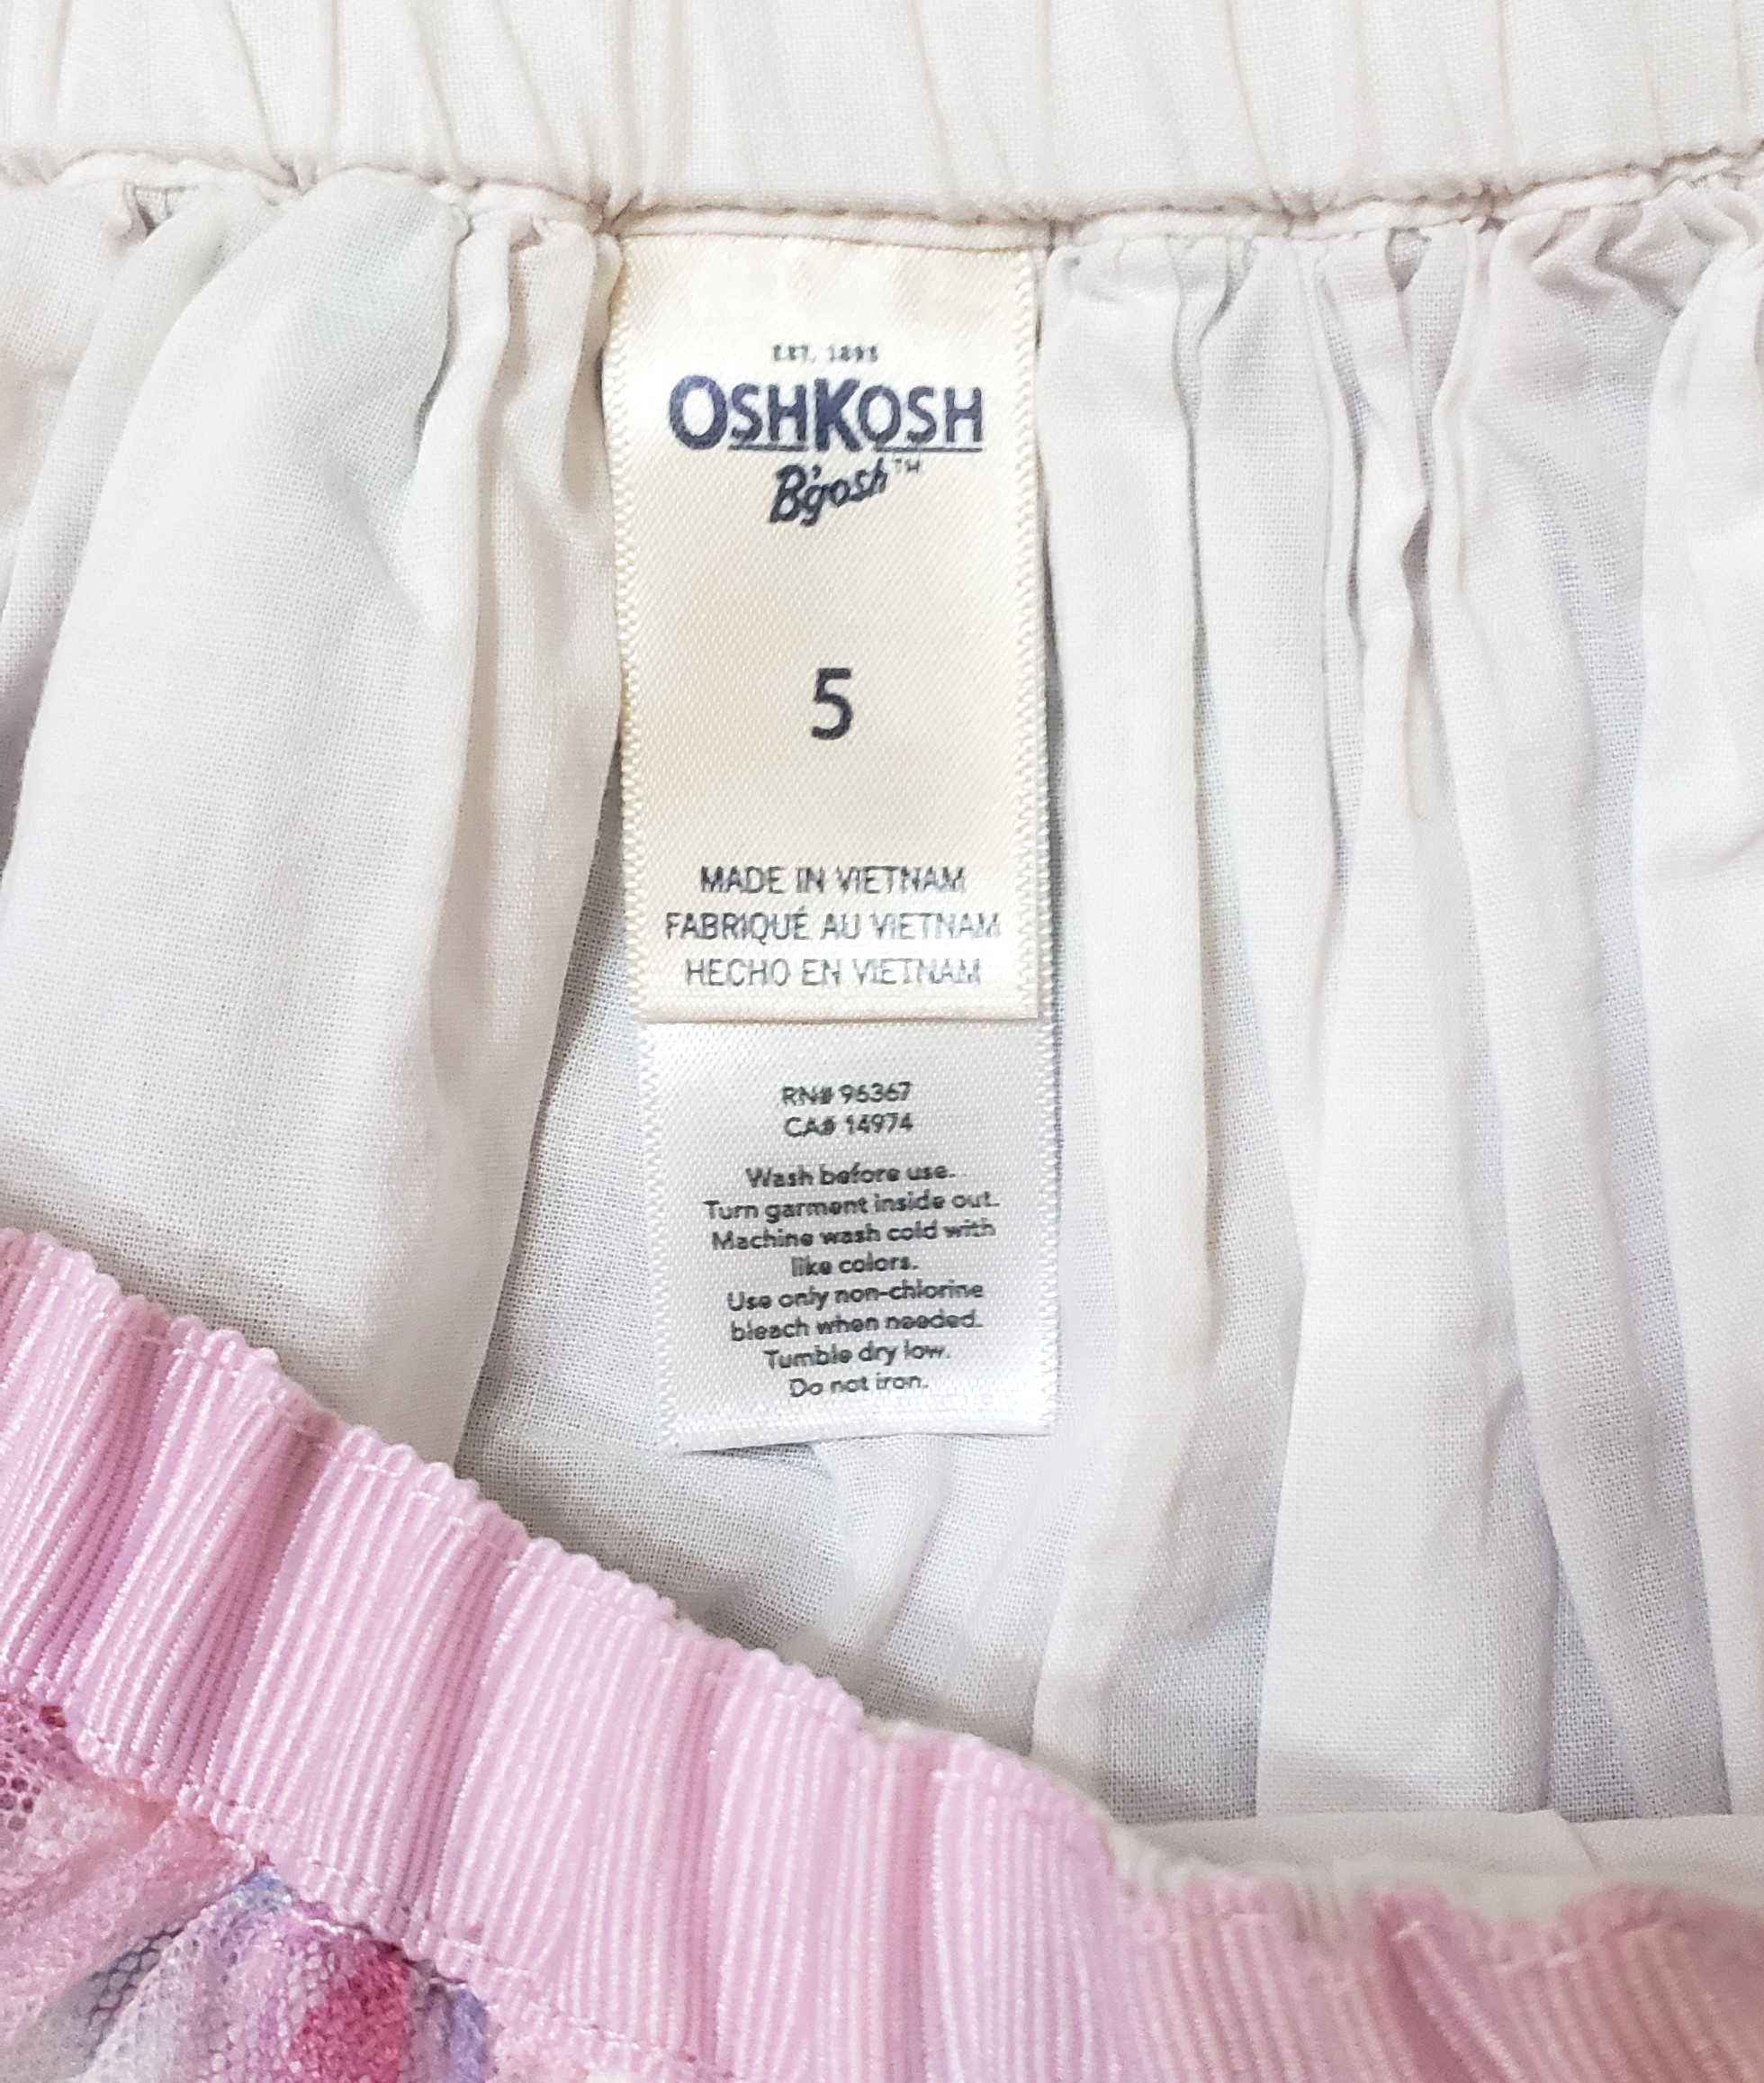 EST. 1895
OSHKOSH
B'gosh™
5
MADE IN VIETNAM
FABRIQUÉ AU VIETNAM
HECHO EN VIETNAM
RN# 96367
CA# 14974
Wash before use.
Turn garment inside out.
Machine wash cold with
like colors.
Use only non-chlorine
bleach when needed.
Tumble dry low.
Do not iron.